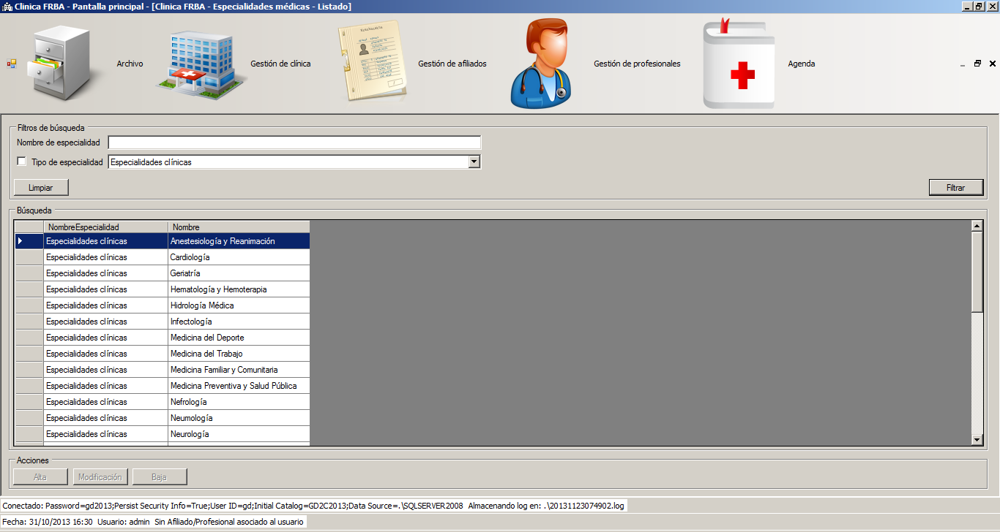 Clinica FRBA - Pantalla principal - [Clinica FRBA - Especialidades médicas - Listado]
Archivo
Gestión de clínica
Gestión de afiliados
Gestión de profesionales
Agenda
Filtros de búsqueda
Nombre de especialidad
Tipo de especialidad Especialidades clínicas
Limpiar Filtrar
Búsqueda
NombreEspecialidad Nombre
Especialidades clínicas Anestesiología y Reanimación
Especialidades clínicas Cardiología
Especialidades clínicas Geriatría
Especialidades clínicas Hematología y Hemoterapia
Especialidades clínicas Hidrología Médica
Especialidades clínicas Infectología
Especialidades clínicas Medicina del Deporte
Especialidades clínicas Medicina del Trabajo
Especialidades clínicas Medicina Familiar y Comunitaria
Especialidades clínicas Medicina Preventiva y Salud Pública
Especialidades clínicas Nefrología
Especialidades clínicas Neumología
Especialidades clínicas Neurología
Acciones
Alta Modificación Baja
Conectado: Password=gd2013;Persist Security Info=True;User ID=gd;Initial Catalog=GD2C2013;Data Source=.\SQLSERVER2008 Almacenando log en: .\20131123074902.log
Fecha: 31/10/2013 16:30 Usuario: admin Sin Afiliado/Profesional asociado al usuario